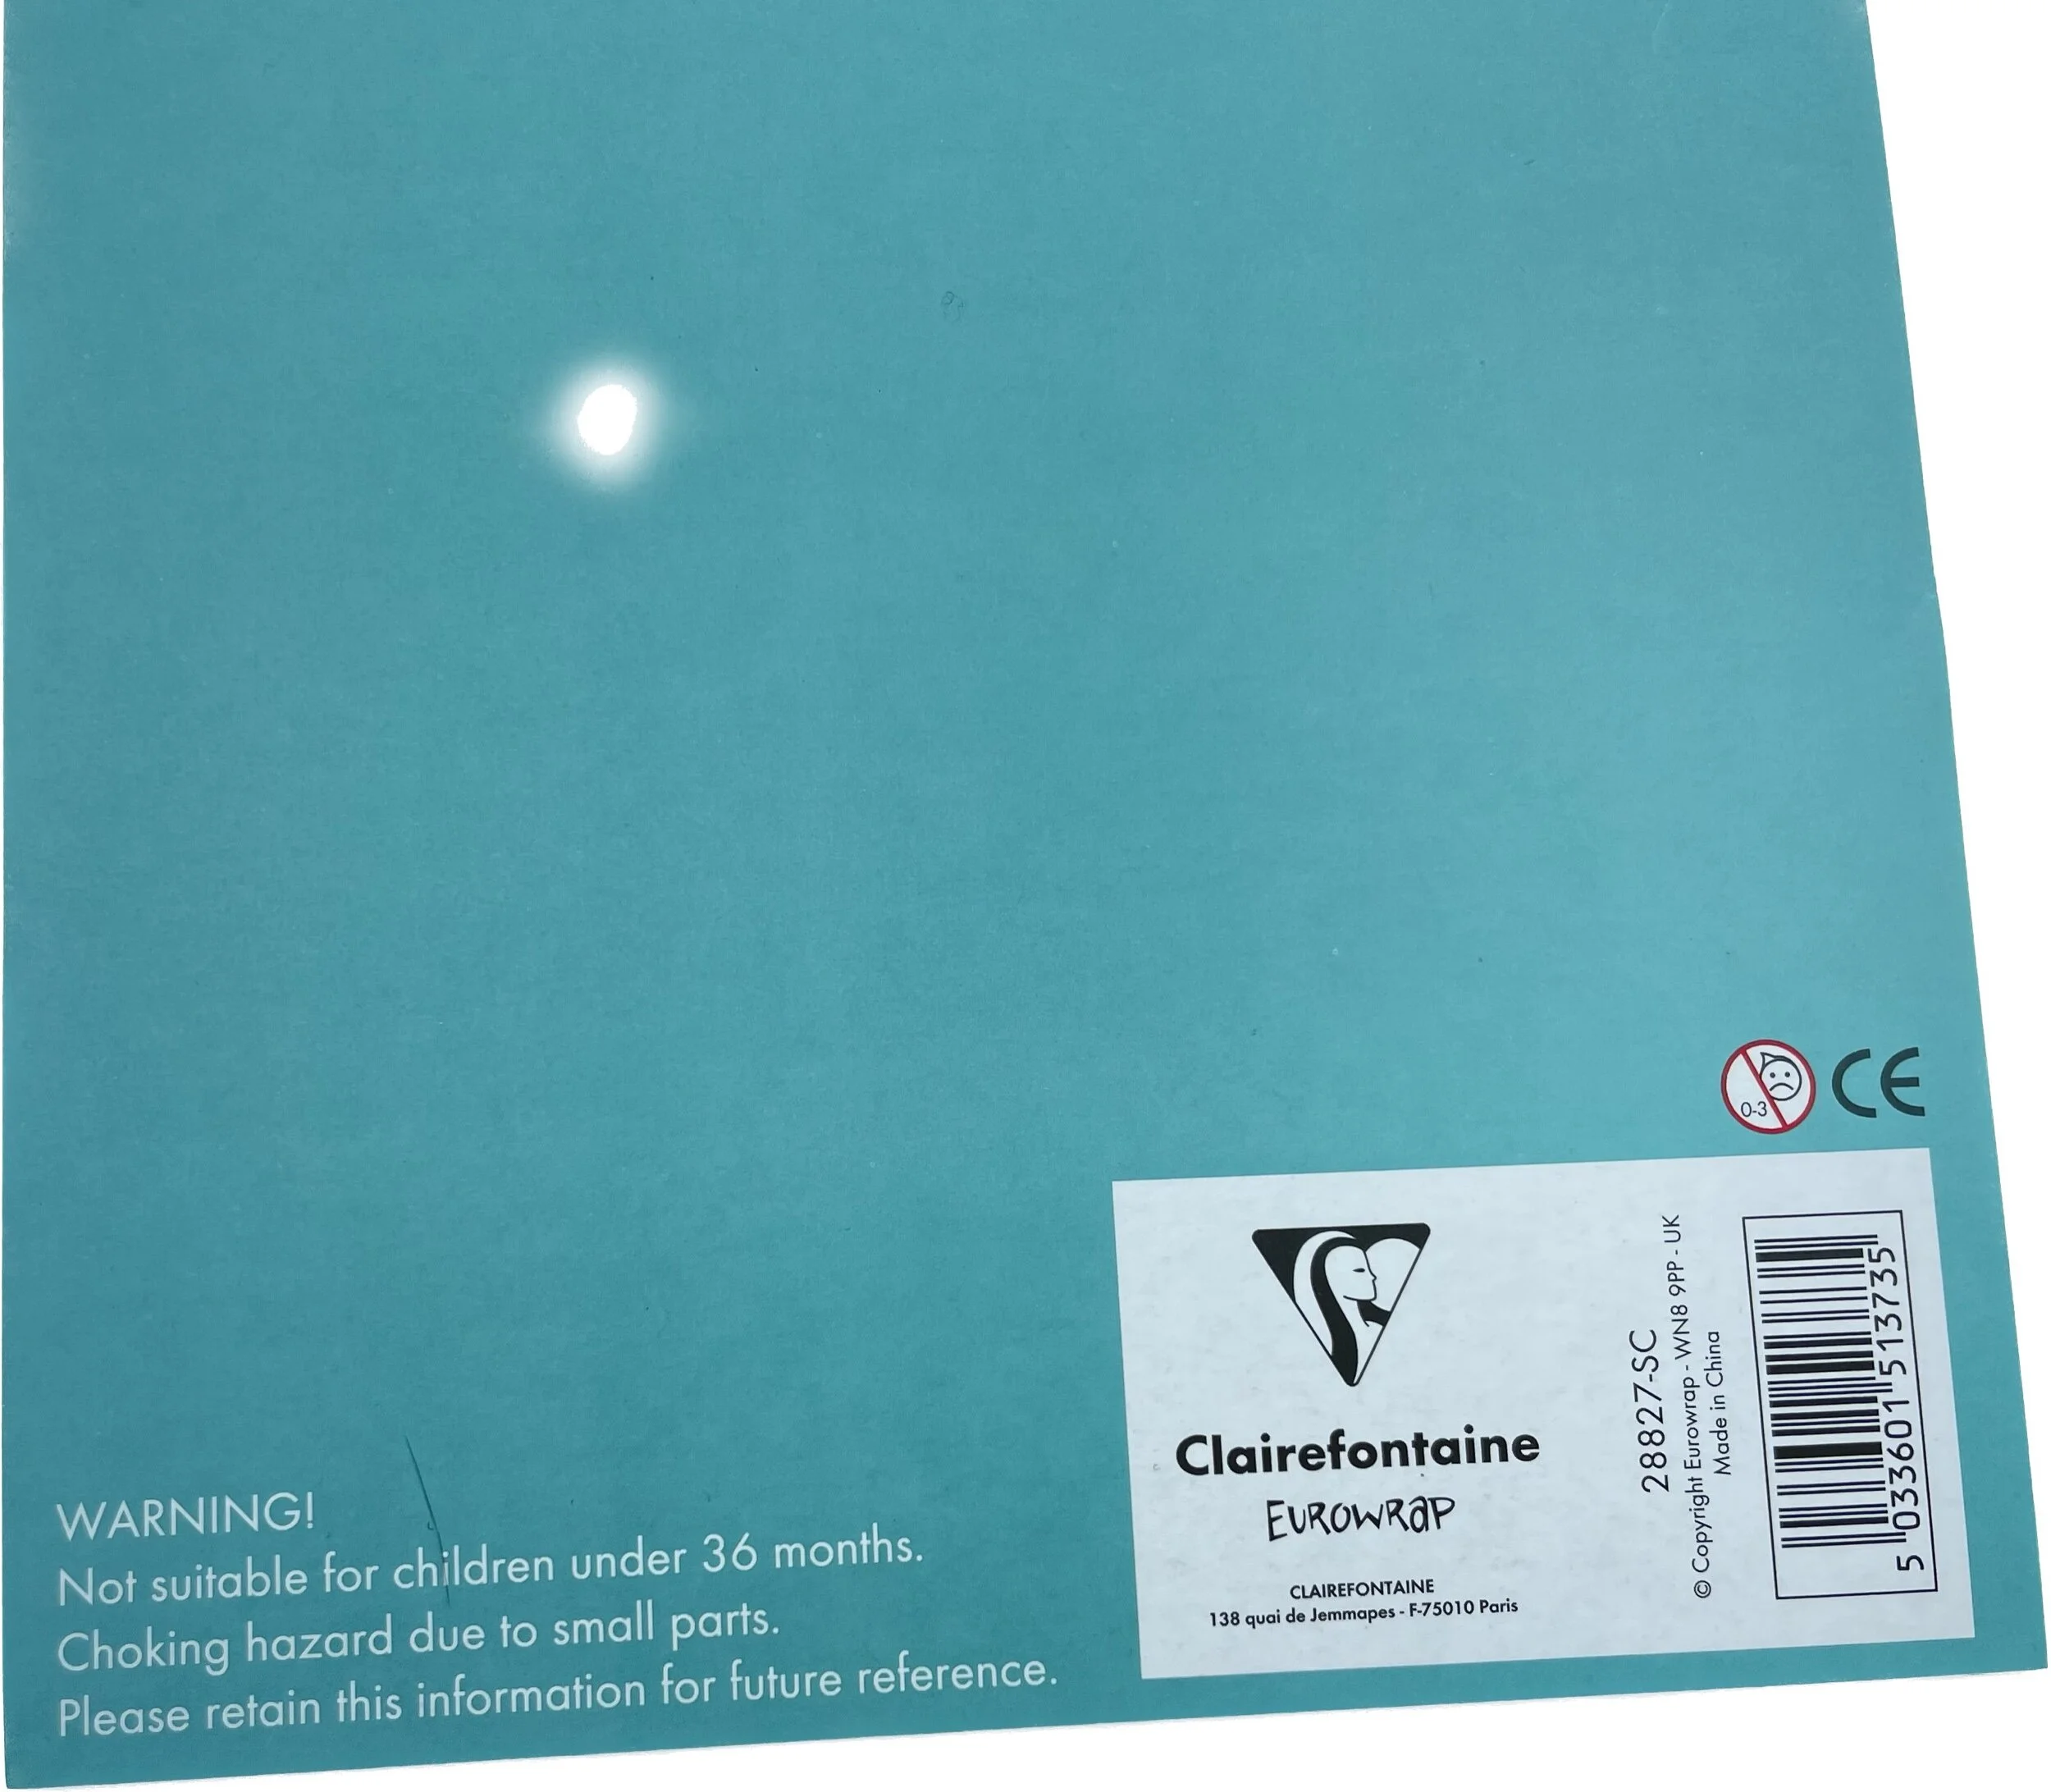 0-3
CE
Clairefontaine
EUROWRaP
CLAIREFONTAINE
138 quai de Jemmapes - F-75010 Paris
28827-SC
© Copyright Eurowrap - WN8 9PP - UK
Made in China
5 033601 513735
WARNING!
Not suitable for children under 36 months.
Choking hazard due to small parts.
Please retain this information for future reference.